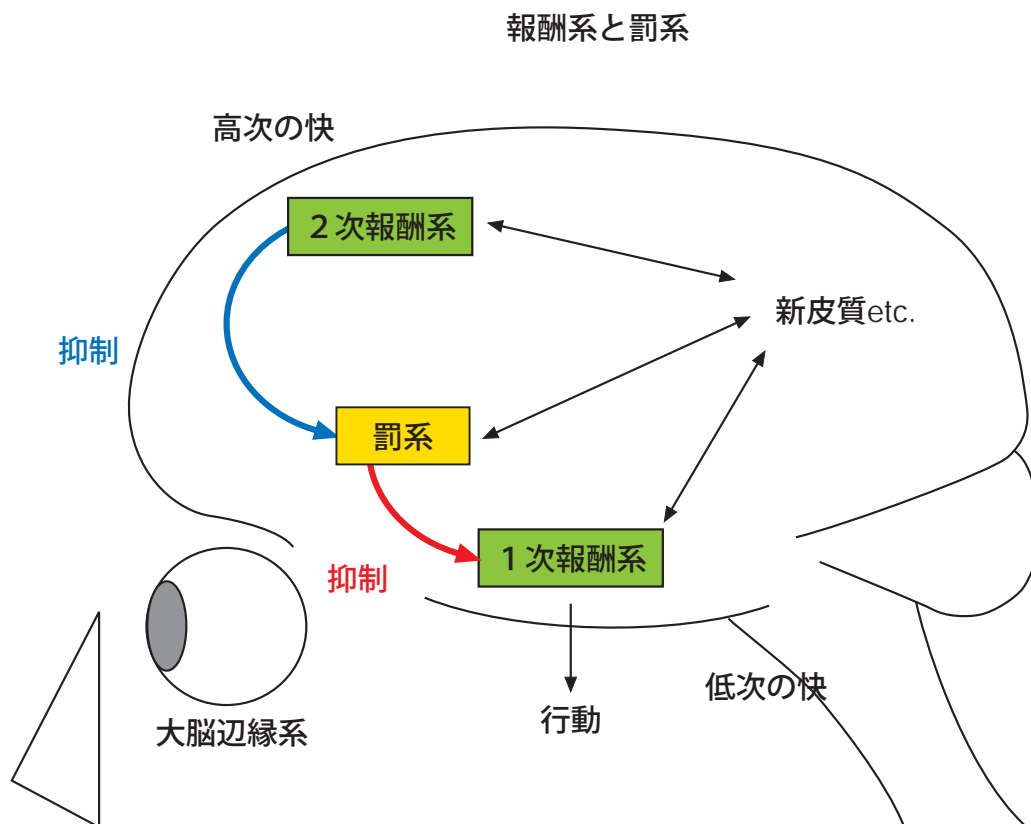 報酬系と罰系
高次の快
２次報酬系
新皮質etc.
抑制
罰系
１次報酬系
抑制
低次の快
行動
大脳辺縁系